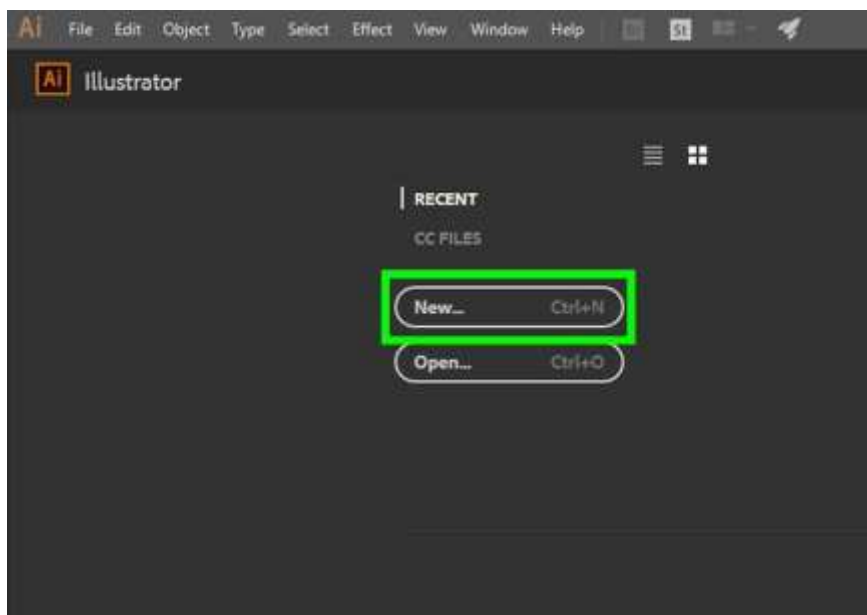 Ai File Edit Object Type Select Effect View Window Help St
Ai Illustrator
RECENT
CC FILES
New... Ctrl+N
Open... Ctrl+O